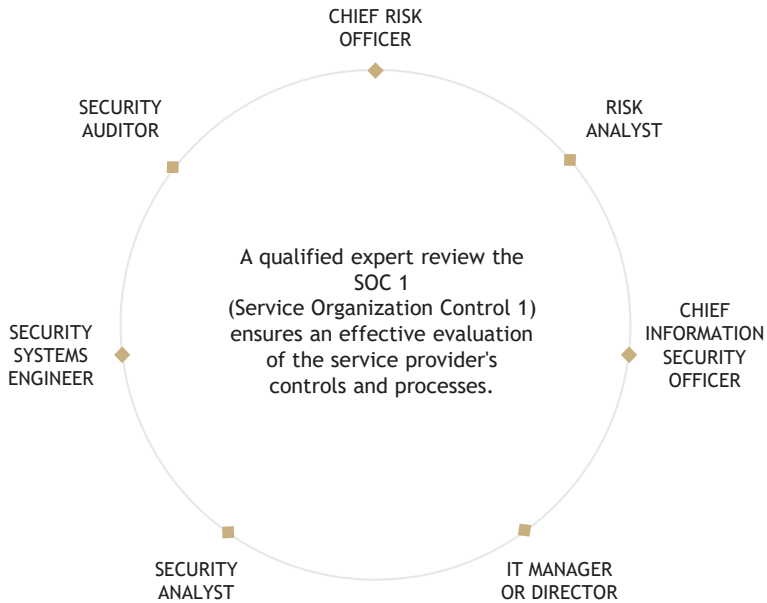 CHIEF RISK
OFFICER
SECURITY
AUDITOR
RISK
ANALYST
A qualified expert review the
SOC 1
(Service Organization Control 1)
ensures an effective evaluation
of the service provider's
controls and processes.
SECURITY
SYSTEMS
ENGINEER
CHIEF
INFORMATION
SECURITY
OFFICER
SECURITY
ANALYST
IT MANAGER
OR DIRECTOR